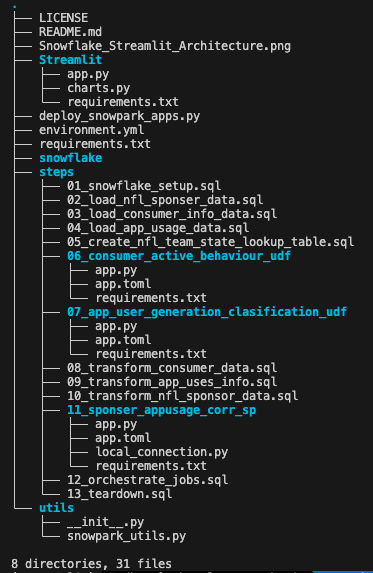 .
├── LICENSE
├── README.md
├── Snowflake_Streamlit_Architecture.png
├── Streamlit
│   ├── app.py
│   ├── charts.py
│   └── requirements.txt
├── deploy_snowpark_apps.py
├── environment.yml
├── requirements.txt
├── snowflake
├── steps
│   ├── 01_snowflake_setup.sql
│   ├── 02_load_nfl_sponser_data.sql
│   ├── 03_load_consumer_info_data.sql
│   ├── 04_load_app_usage_data.sql
│   ├── 05_create_nfl_team_state_lookup_table.sql
│   ├── 06_consumer_active_behaviour_udf
│   │   ├── app.py
│   │   ├── app.toml
│   │   └── requirements.txt
│   ├── 07_app_user_generation_clasification_udf
│   │   ├── app.py
│   │   ├── app.toml
│   │   └── requirements.txt
│   ├── 08_transform_consumer_data.sql
│   ├── 09_transform_app_uses_info.sql
│   ├── 10_transform_nfl_sponsor_data.sql
│   ├── 11_sponser_appusage_corr_sp
│   │   ├── app.py
│   │   ├── app.toml
│   │   ├── local_connection.py
│   │   └── requirements.txt
│   ├── 12_orchestrate_jobs.sql
│   └── 13_teardown.sql
└── utils
    ├── __init__.py
    └── snowpark_utils.py

8 directories, 31 files